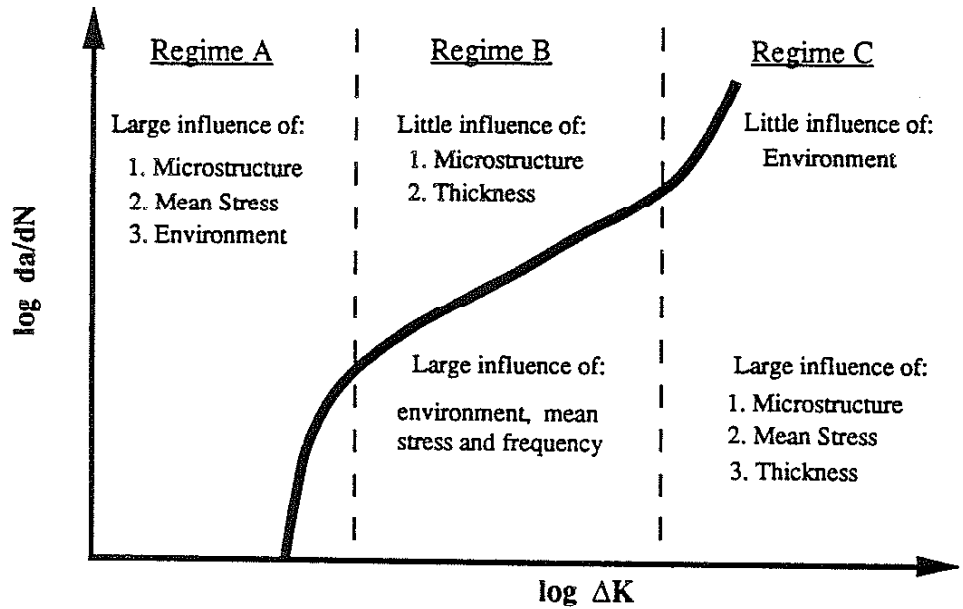 Regime A
Large influence of:
1. Microstructure
2. Mean Stress
3. Environment
Regime B
Little influence of:
1. Microstructure
2. Thickness
Large influence of:
environment, mean
stress and frequency
Regime C
Little influence of:
Environment
Large influence of:
1. Microstructure
2. Mean Stress
3. Thickness
log da/dN
log ΔK